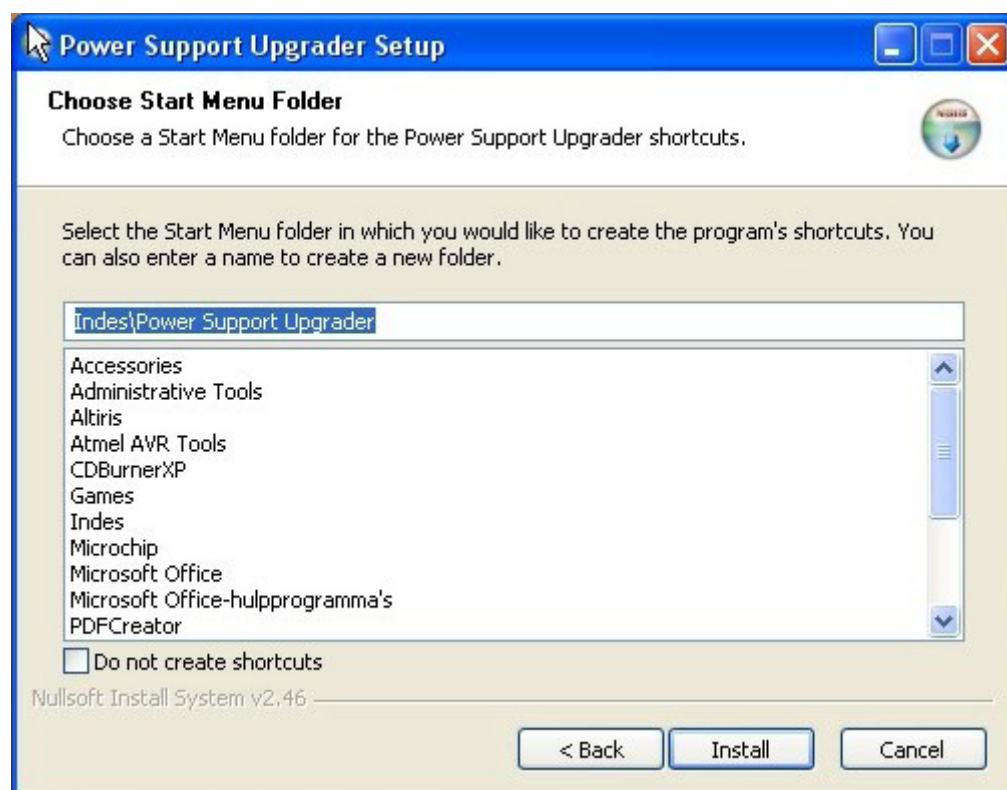 Power Support Upgrader Setup
Choose Start Menu Folder
Choose a Start Menu folder for the Power Support Upgrader shortcuts.
Select the Start Menu folder in which you would like to create the program's shortcuts. You
can also enter a name to create a new folder.
Indes\Power Support Upgrader
Accessories
Administrative Tools
Altiris
Atmel AVR Tools
CDBurnerXP
Games
Indes
Microchip
Microsoft Office
Microsoft Office-hulpprogramma's
PDFCreator
Do not create shortcuts
Nullsoft Install System v2.46
< Back
Install
Cancel